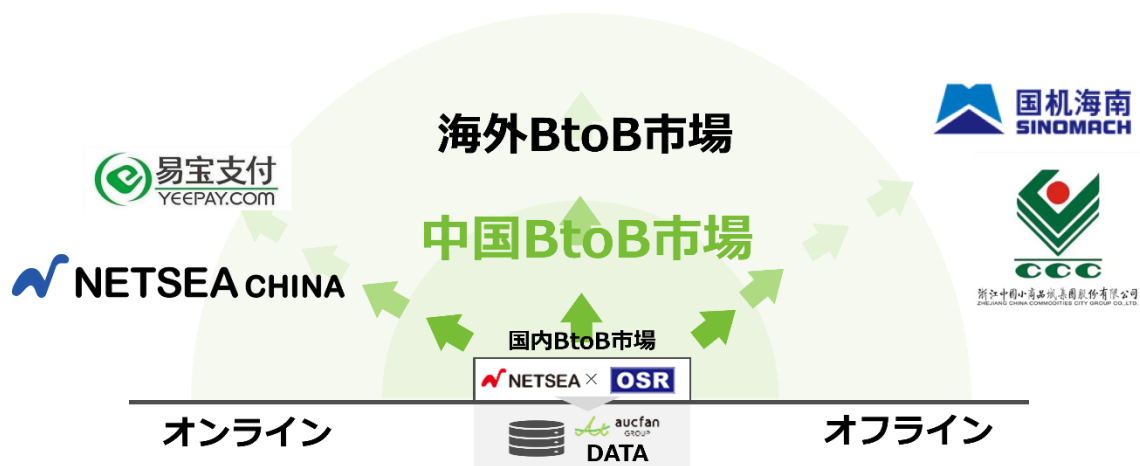 海外BtoB市場
国机海南
SINOMACH
易宝支付
YEEPAY.COM
中国BtoB市場
NETSEA CHINA
CCC
浙江中国小商品城集团股份有限公司
ZHEJIANG CHINA COMMODITIES CITY GROUP CO.,LTD.
国内BtoB市場
NETSEA × OSR
オンライン
オフライン
aucfan
GROUP
DATA